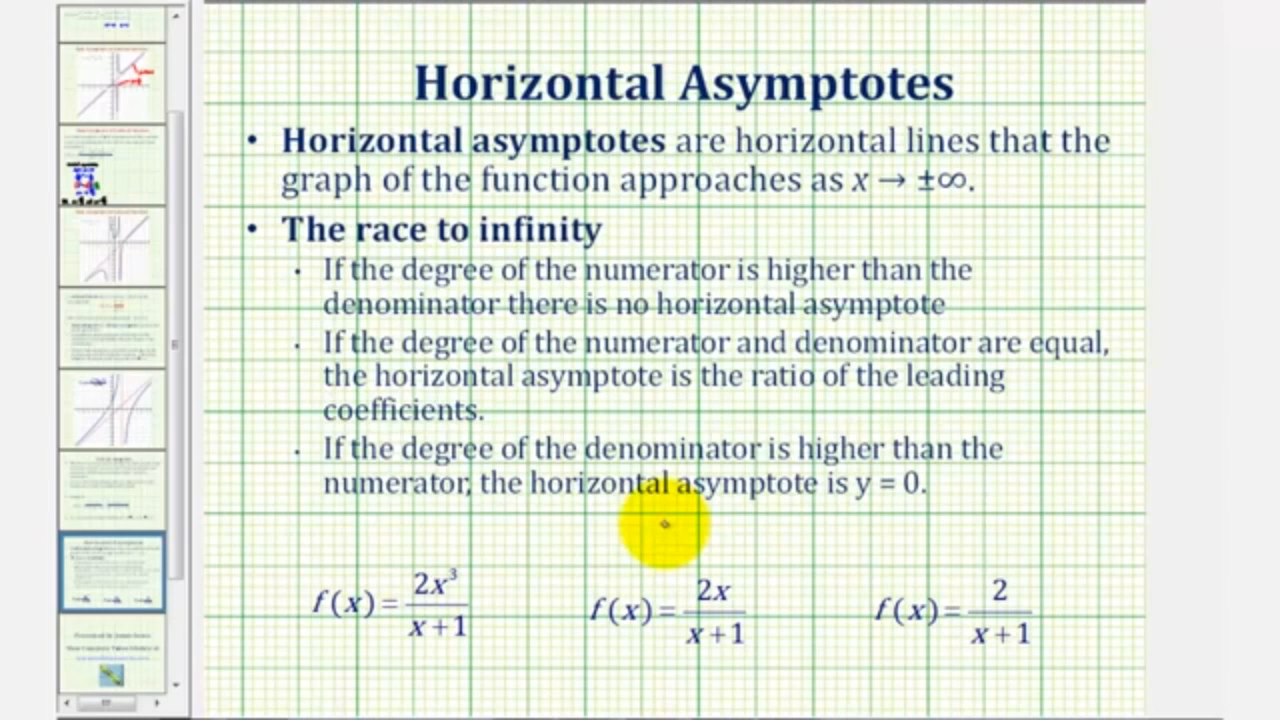 Horizontal Asymptotes
• Horizontal asymptotes are horizontal lines that the
graph of the function approaches as x → ±∞.
• The race to infinity
· If the degree of the numerator is higher than the
denominator there is no horizontal asymptote
· If the degree of the numerator and denominator are equal,
the horizontal asymptote is the ratio of the leading
coefficients.
· If the degree of the denominator is higher than the
numerator, the horizontal asymptote is y = 0.
f(x) = 2x³/(x+1)
f(x) = 2x/(x+1)
f(x) = 2/(x+1)